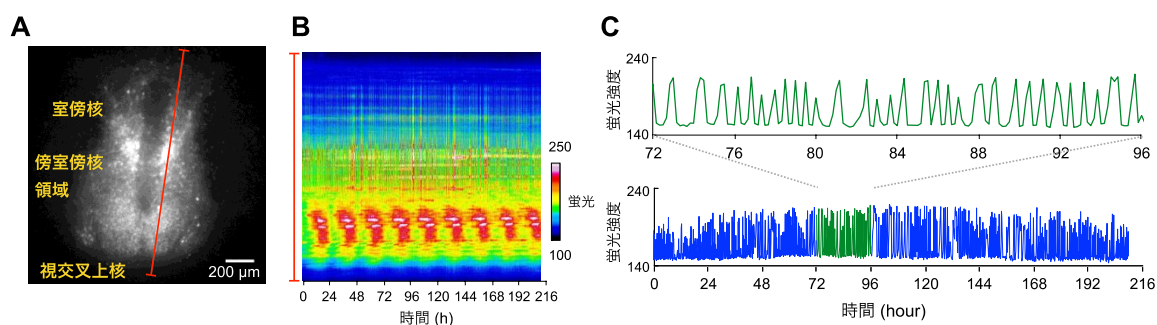 A
室傍核
傍室傍核
領域
視交叉上核
200 µm
B
250
蛍光
100
0 24 48 72 96 120 144 168 192 216
時間 (h)
C
240
蛍光強度
140
72 76 80 84 88 92 96
240
蛍光強度
140
0 24 48 72 96 120 144 168 192 216
時間 (hour)